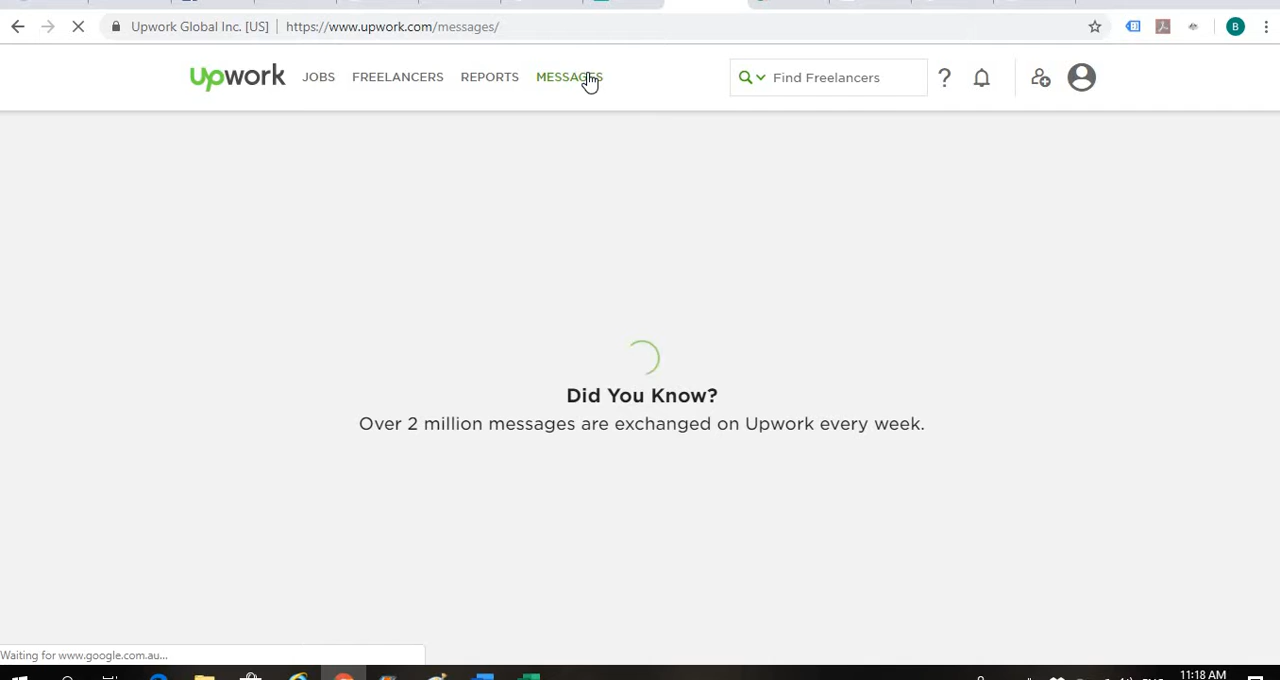 Upwork Global Inc. [US] https://www.upwork.com/messages/ B
upwork JOBS FREELANCERS REPORTS MESSAGES Find Freelancers ?
Did You Know?
Over 2 million messages are exchanged on Upwork every week.
Waiting for www.google.com.au...
11:18 AM